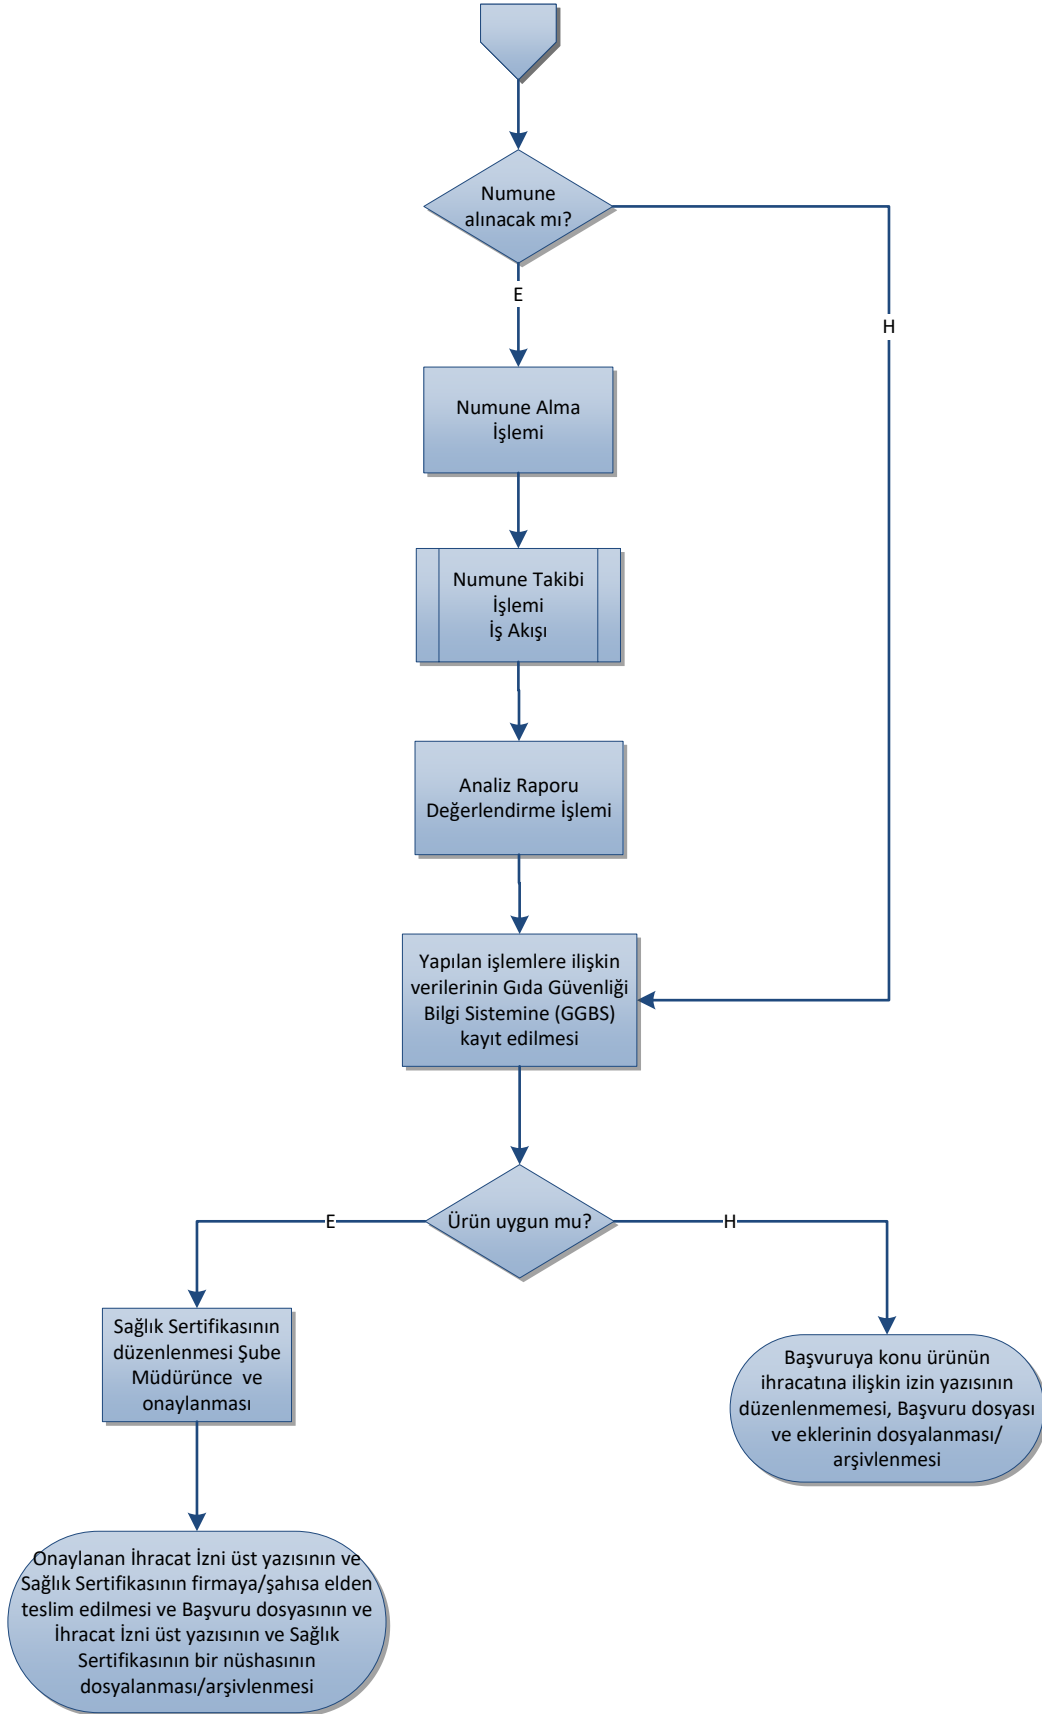 Numune
alınacak mı?
E
H
Numune Alma
İşlemi
Numune Takibi
İşlemi
İş Akışı
Analiz Raporu
Değerlendirme İşlemi
Yapılan işlemlere ilişkin
verilerinin Gıda Güvenliği
Bilgi Sistemine (GGBS)
kayıt edilmesi
Ürün uygun mu?
E
H
Sağlık Sertifikasının
düzenlenmesi Şube
Müdürünce  ve
onaylanması
Başvuruya konu ürünün
ihracatına ilişkin izin yazısının
düzenlenmemesi, Başvuru dosyası
ve eklerinin dosyalanması/
arşivlenmesi
Onaylanan İhracat İzni üst yazısının ve
Sağlık Sertifikasının firmaya/şahısa elden
teslim edilmesi ve Başvuru dosyasının ve
İhracat İzni üst yazısının ve Sağlık
Sertifikasının bir nüshasının
dosyalanması/arşivlenmesi